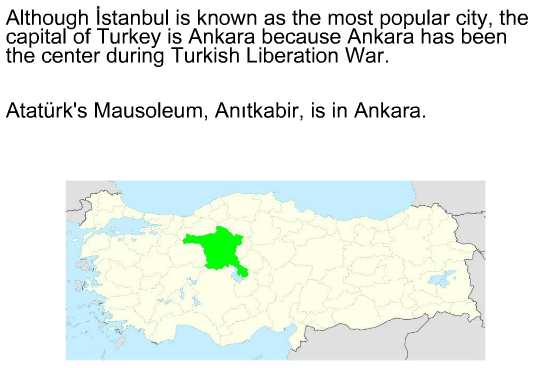 Although İstanbul is known as the most popular city, the
capital of Turkey is Ankara because Ankara has been
the center during Turkish Liberation War.
Atatürk's Mausoleum, Anıtkabir, is in Ankara.